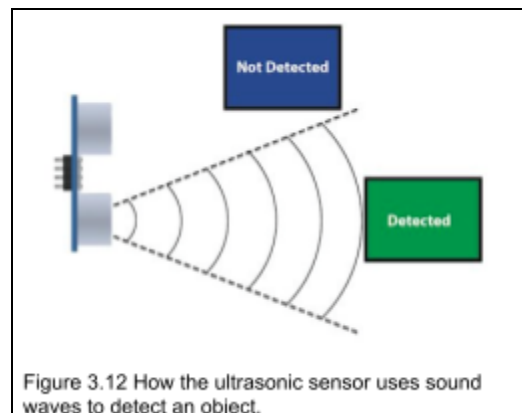 Not Detected
Detected
Figure 3.12 How the ultrasonic sensor uses sound
waves to detect an object.